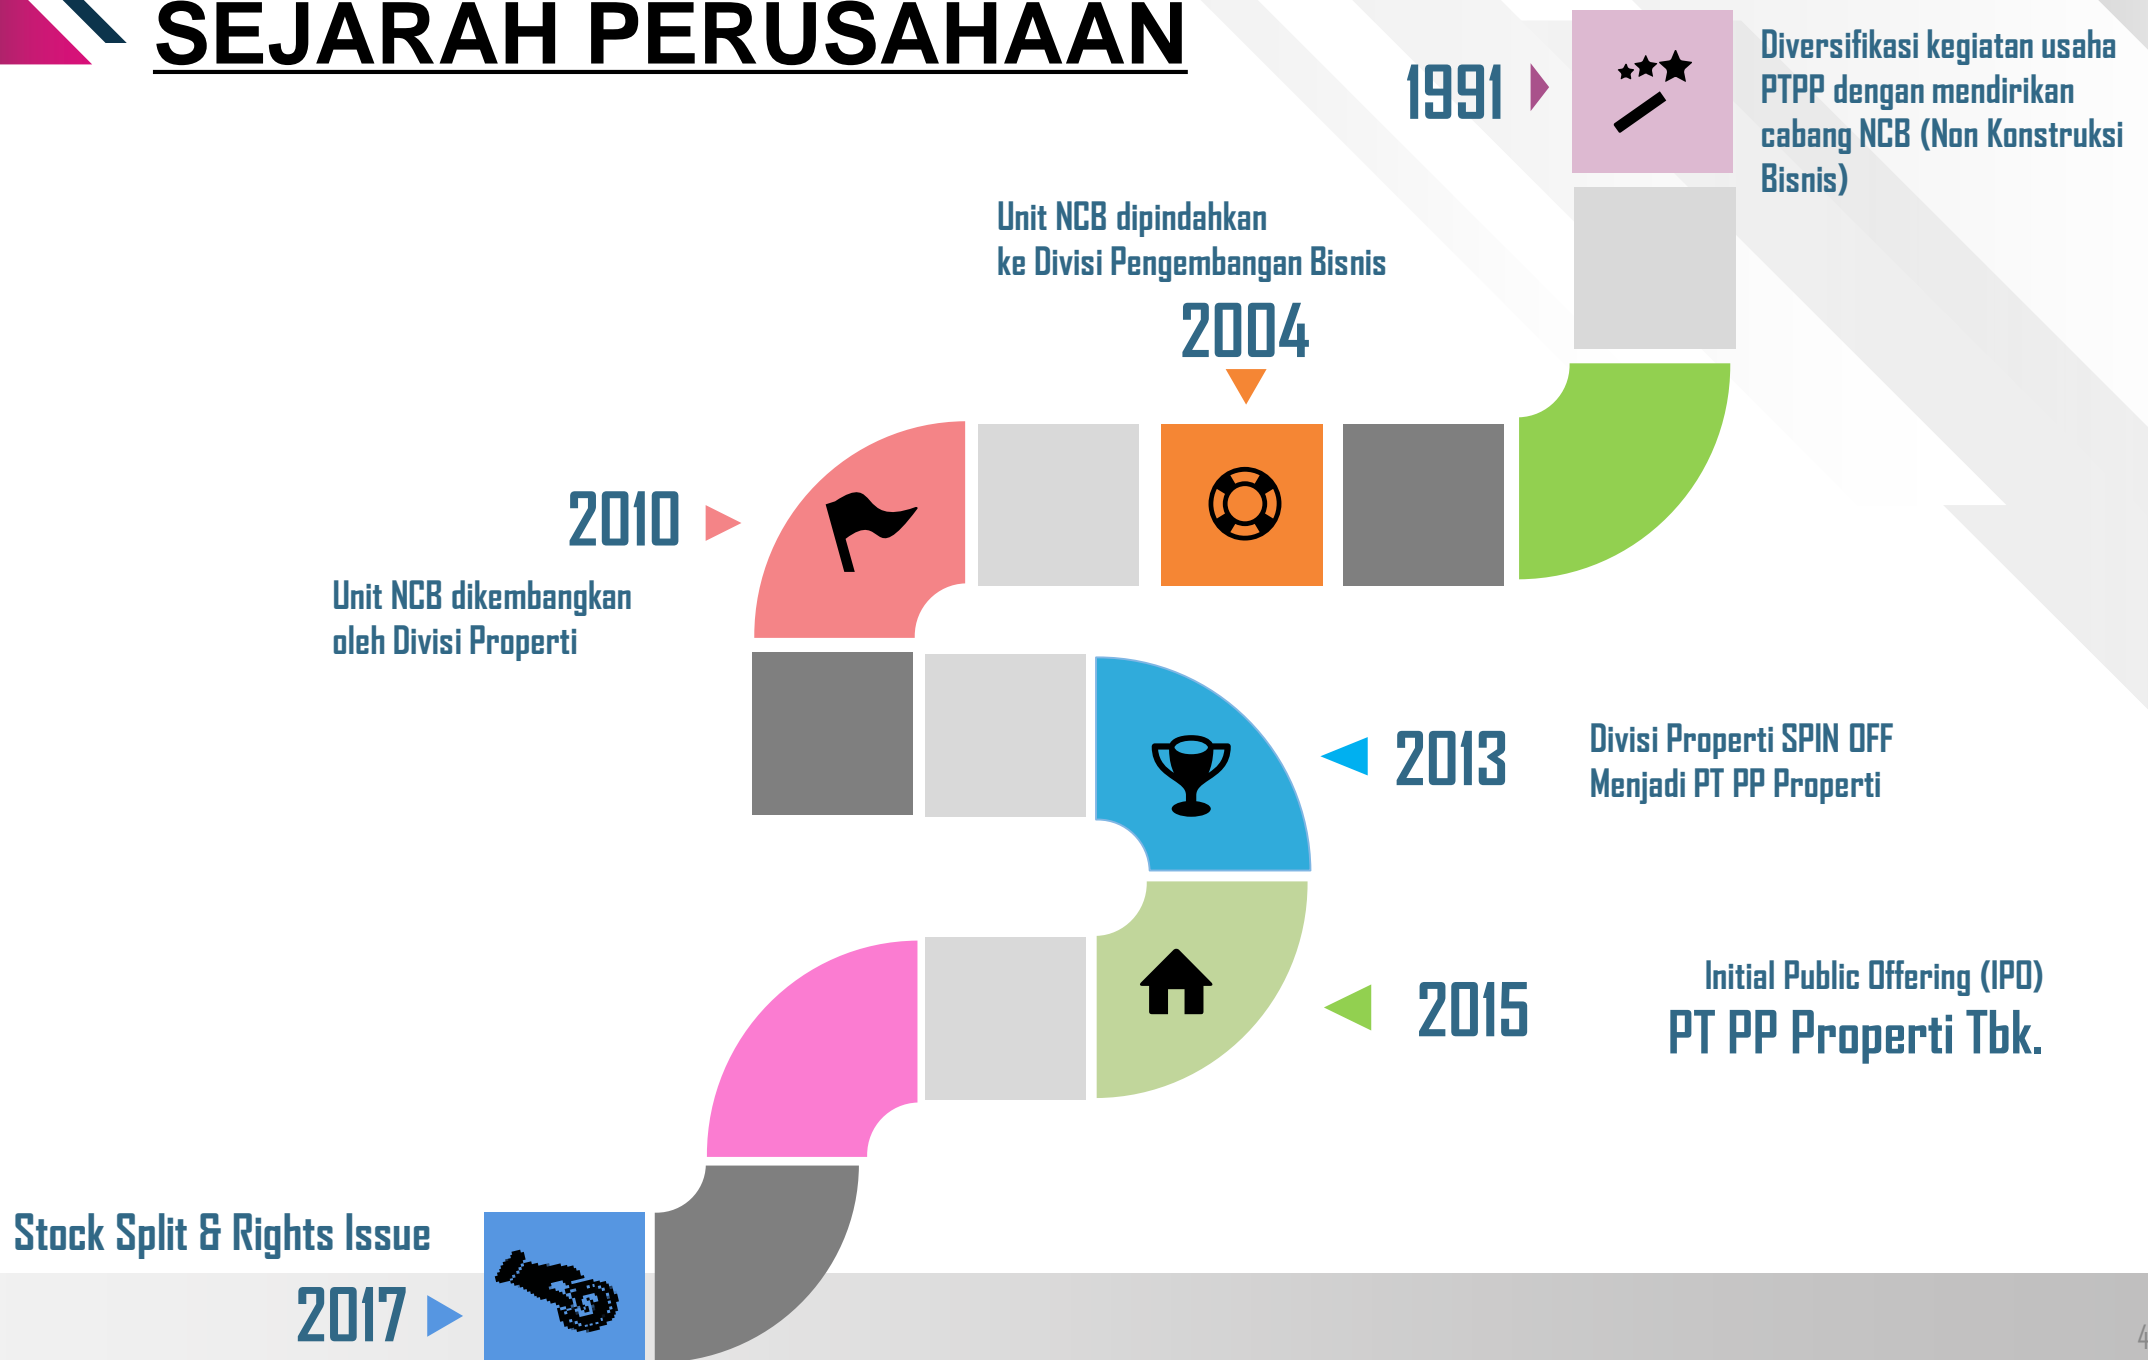 SEJARAH PERUSAHAAN
1991
Diversifikasi kegiatan usaha
PTPP dengan mendirikan
cabang NCB (Non Konstruksi
Bisnis)
Unit NCB dipindahkan
ke Divisi Pengembangan Bisnis
2004
2010
Unit NCB dikembangkan
oleh Divisi Properti
2013
Divisi Properti SPIN OFF
Menjadi PT PP Properti
2015
Initial Public Offering (IPO)
PT PP Properti Tbk.
Stock Split & Rights Issue
2017
4